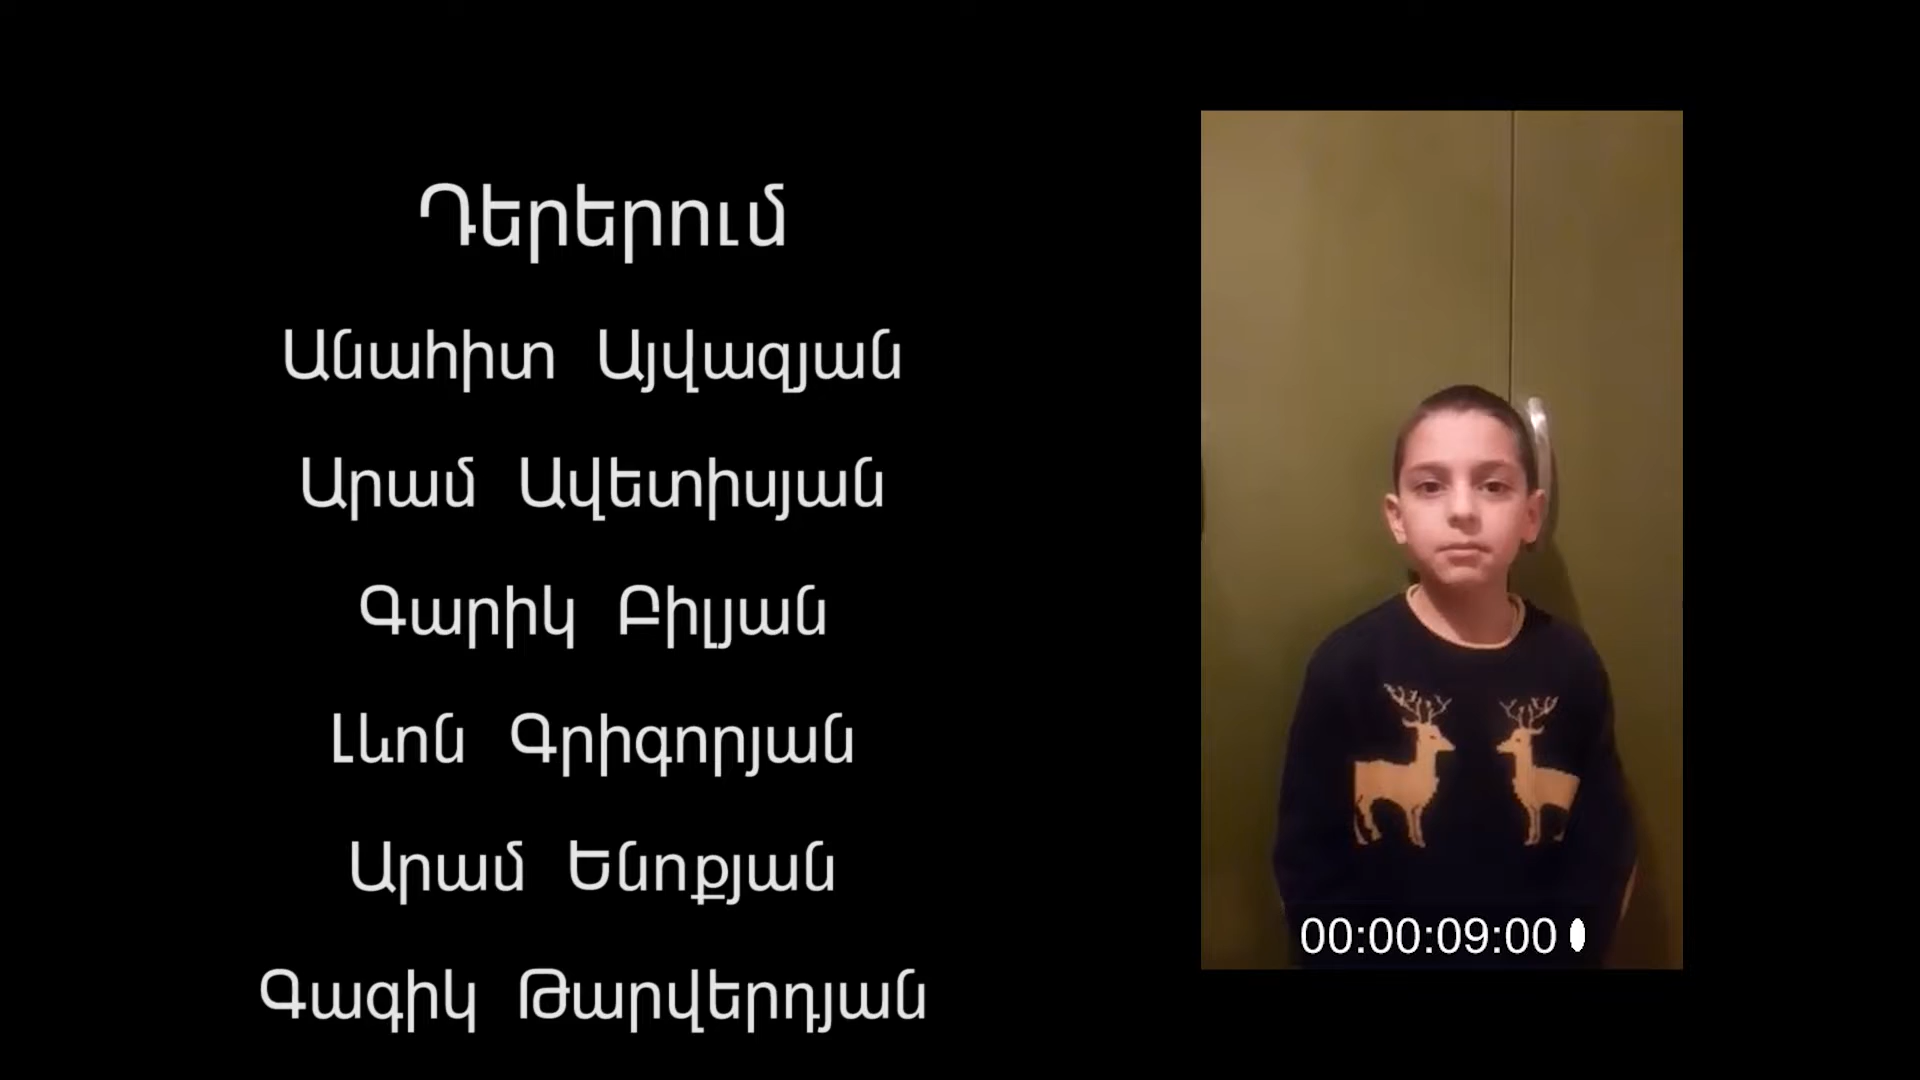 Դերերում
Անահիտ Այվազյան
Արամ Ավետիսյան
Գարիկ Բիլյան
Լևոն Գրիգորյան
Արամ Ենոքյան
Գագիկ Թարվերդյան
00:00:09:00